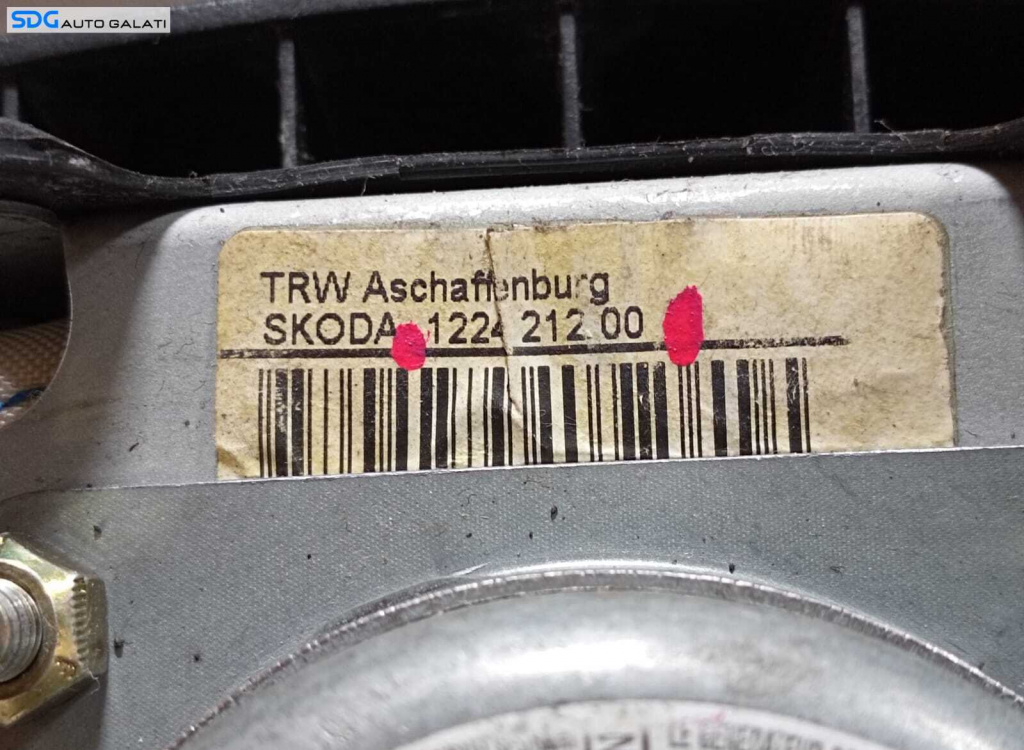 SDG AUTO GALATI
TRW Aschaffenburg
SKODA 1224 212 00